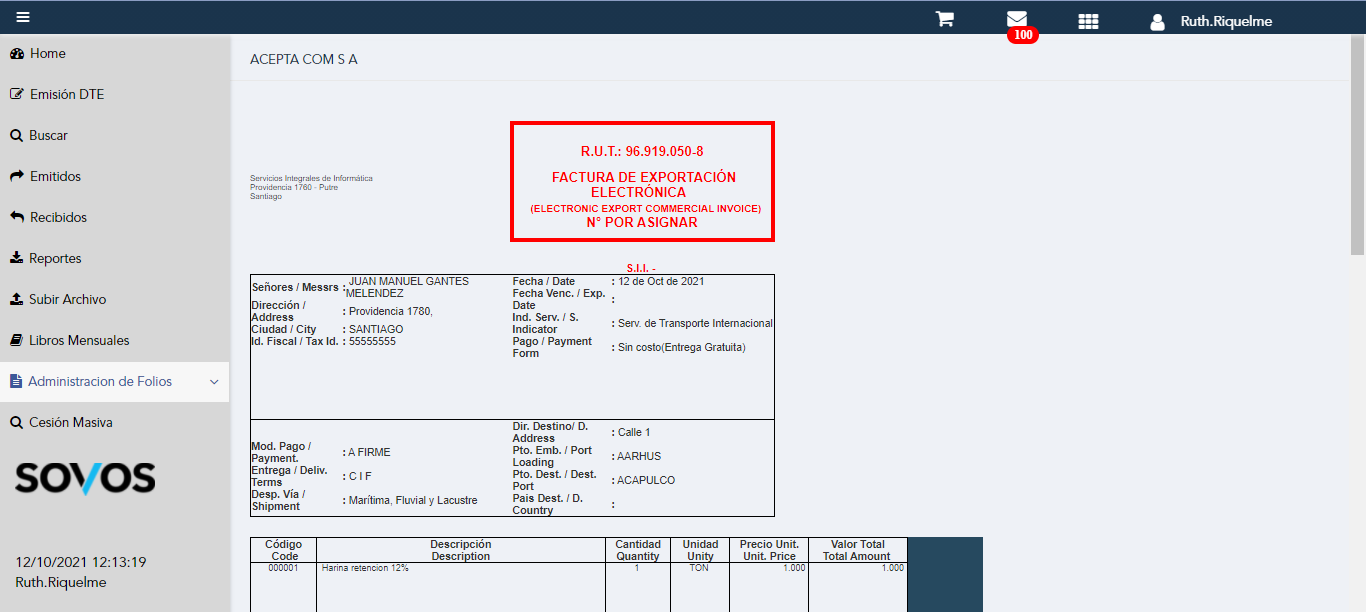 Ruth.Riquelme
100
Home
Emisión DTE
Buscar
Emitidos
Recibidos
Reportes
Subir Archivo
Libros Mensuales
Administracion de Folios
Cesión Masiva
SOVOS
12/10/2021 12:13:19
Ruth.Riquelme
ACEPTA COM S A
Servicios Integrales de Informática
Providencia 1760 - Putre
Santiago
R.U.T.: 96.919.050-8
FACTURA DE EXPORTACIÓN
ELECTRÓNICA
(ELECTRONIC EXPORT COMMERCIAL INVOICE)
N° POR ASIGNAR
S.I.I. -
Señores / Messrs : JUAN MANUEL GANTES
MELENDEZ
Dirección /
Address : Providencia 1780,
Ciudad / City : SANTIAGO
Id. Fiscal / Tax Id. : 55555555
Fecha / Date : 12 de Oct de 2021
Fecha Venc. / Exp.
Date :
Ind. Serv. / S.
Indicator : Serv. de Transporte Internacional
Pago / Payment
Form : Sin costo(Entrega Gratuita)
Mod. Pago /
Payment. : A FIRME
Entrega / Deliv.
Terms : C I F
Desp. Vía /
Shipment : Marítima, Fluvial y Lacustre
Dir. Destino/ D.
Address : Calle 1
Pto. Emb. / Port
Loading : AARHUS
Pto. Dest. / Dest.
Port : ACAPULCO
Pais Dest. / D.
Country :
Código Descripción Cantidad Unidad Precio Unit. Valor Total
Code Description Quantity Unity Unit. Price Total Amount
000001 Harina retencion 12% 1 TON 1.000 1.000